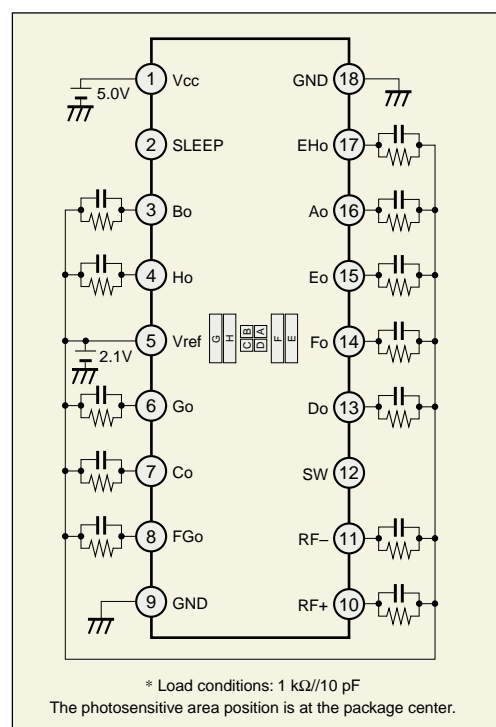 1 Vcc GND 18
5.0V
2 SLEEP EHo 17
3 Bo Ao 16
4 Ho Eo 15
5 Vref G H B A C D F E Fo 14
2.1V
6 Go Do 13
7 Co SW 12
8 FGo RF– 11
9 GND RF+ 10
* Load conditions: 1 kΩ//10 pF
The photosensitive area position is at the package center.